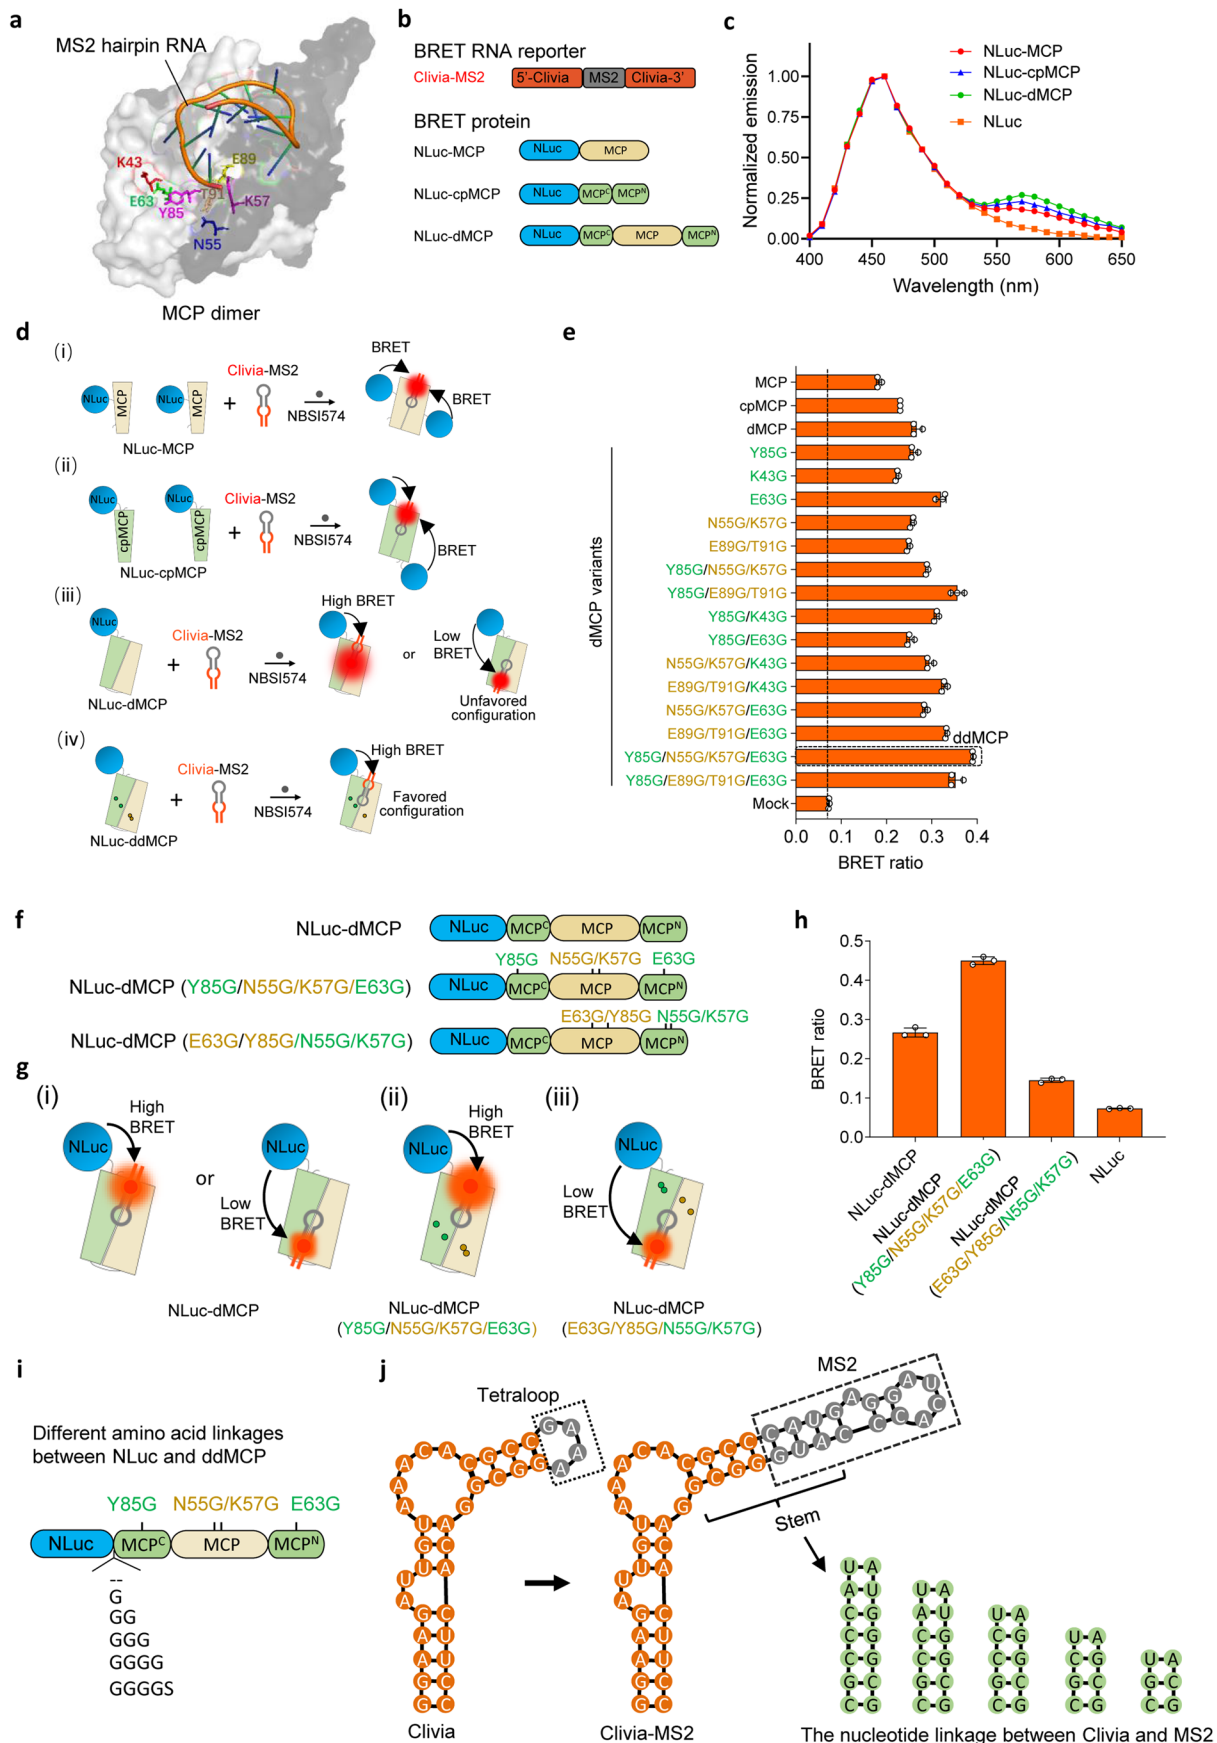 a
MS2 hairpin RNA
K43
E89
E63
T91
Y85
K57
N55
MCP dimer
b
BRET RNA reporter
Clivia-MS2
5'-Clivia
MS2
Clivia-3'
BRET protein
NLuc-MCP
NLuc
MCP
NLuc-cpMCP
NLuc
MCPC
MCPN
NLuc-dMCP
NLuc
MCPC
MCP
MCPN
c
Normalized emission
1.00
0.75
0.50
0.25
0.00
400
450
500
550
600
650
Wavelength (nm)
NLuc-MCP
NLuc-cpMCP
NLuc-dMCP
NLuc
d
(i)
NLuc
MCP
NLuc
MCP
+
Clivia-MS2
NBSI574
BRET
BRET
NLuc-MCP
(ii)
NLuc
cpMCP
NLuc
cpMCP
+
Clivia-MS2
NBSI574
BRET
NLuc-cpMCP
(iii)
NLuc
+
Clivia-MS2
NBSI574
High BRET
or
Low
BRET
Unfavored
configuration
NLuc-dMCP
(iv)
+
Clivia-MS2
NBSI574
High BRET
Favored
configuration
NLuc-ddMCP
e
dMCP variants
MCP
cpMCP
dMCP
Y85G
K43G
E63G
N55G/K57G
E89G/T91G
Y85G/N55G/K57G
Y85G/E89G/T91G
Y85G/K43G
Y85G/E63G
N55G/K57G/K43G
E89G/T91G/K43G
N55G/K57G/E63G
E89G/T91G/E63G
ddMCP
Y85G/N55G/K57G/E63G
Y85G/E89G/T91G/E63G
Mock
0.0
0.1
0.2
0.3
0.4
BRET ratio
f
NLuc-dMCP
NLuc
MCPC
MCP
MCPN
Y85G N55G/K57G E63G
NLuc-dMCP (Y85G/N55G/K57G/E63G)
NLuc
MCPC
MCP
MCPN
E63G/Y85G N55G/K57G
NLuc-dMCP (E63G/Y85G/N55G/K57G)
NLuc
MCPC
MCP
MCPN
g
(i)
High
BRET
NLuc
or
NLuc
Low
BRET
NLuc-dMCP
(ii)
High
BRET
NLuc
NLuc-dMCP
(Y85G/N55G/K57G/E63G)
(iii)
NLuc
Low
BRET
NLuc-dMCP
(E63G/Y85G/N55G/K57G)
h
BRET ratio
0.5
0.4
0.3
0.2
0.1
0.0
NLuc-dMCP
NLuc-dMCP
(Y85G/N55G/K57G/E63G)
NLuc-dMCP
(E63G/Y85G/N55G/K57G)
NLuc
i
Different amino acid linkages
between NLuc and ddMCP
Y85G N55G/K57G E63G
NLuc
MCPC
MCP
MCPN
--
G
GG
GGG
GGGG
GGGGS
j
Tetraloop
MS2
Stem
Clivia
Clivia-MS2
The nucleotide linkage between Clivia and MS2